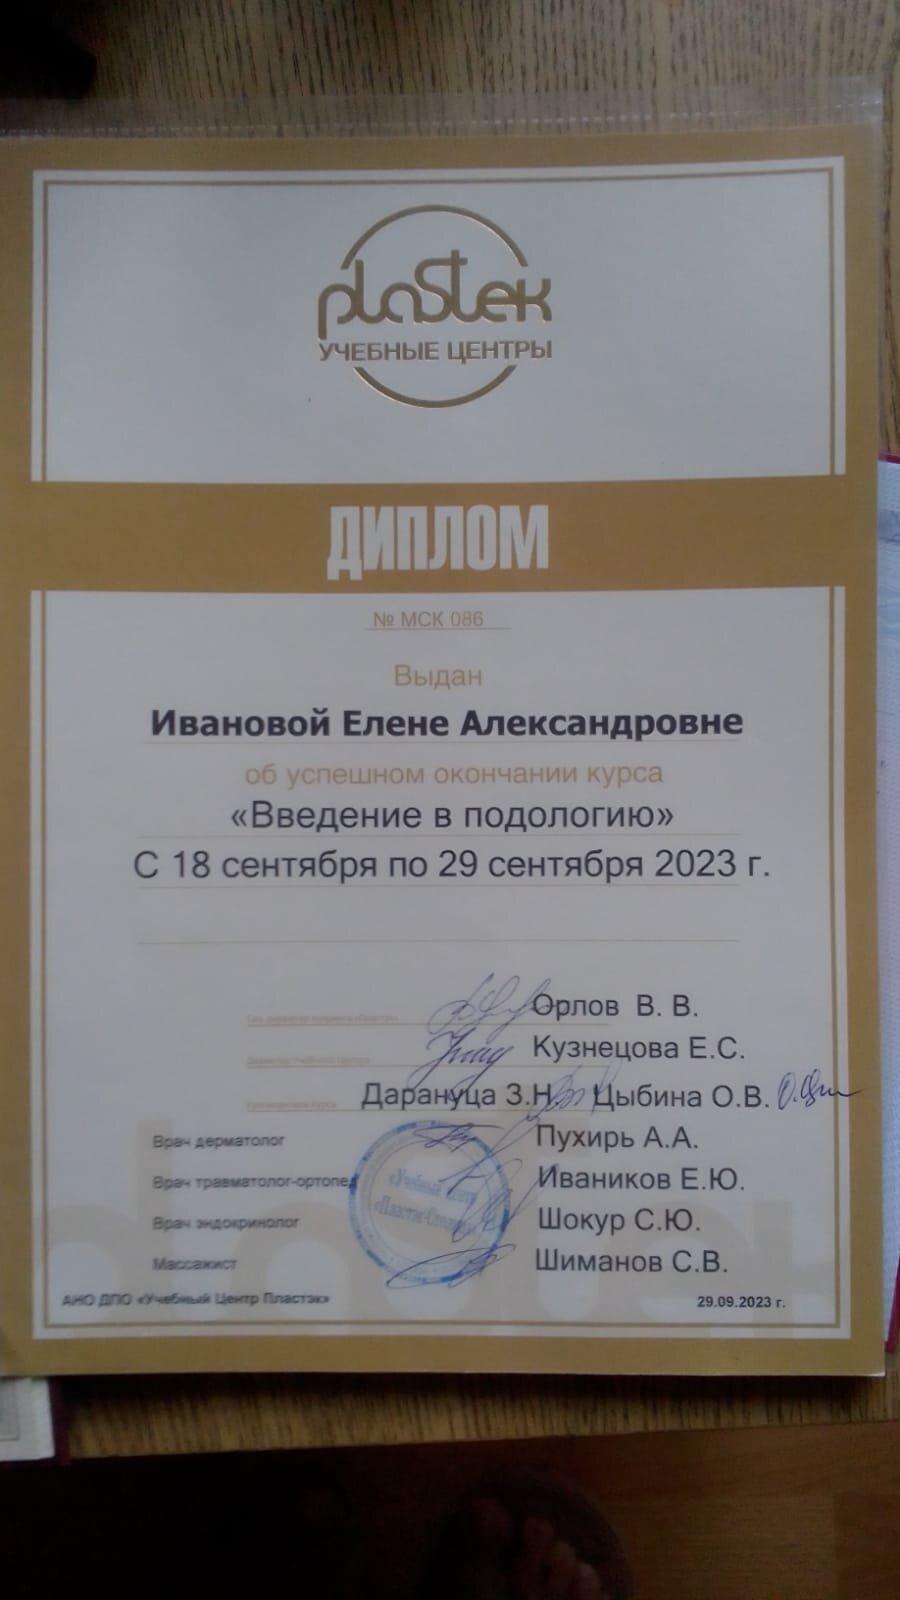 plastek
УЧЕБНЫЕ ЦЕНТРЫ
ДИПЛОМ
№ МСК 086
Выдан
Ивановой Елене Александровне
об успешном окончании курса
«Введение в подологию»
С 18 сентября по 29 сентября 2023 г.
Орлов В. В.
Кузнецова Е.С.
Дарануца З.Н. Цыбина О.В.
Врач дерматолог Пухирь А.А.
Врач травматолог-ортопед Иваников Е.Ю.
Врач эндокринолог Шокур С.Ю.
Массажист Шиманов С.В.
АНО ДПО «Учебный Центр Пластэк» 29.09.2023 г.